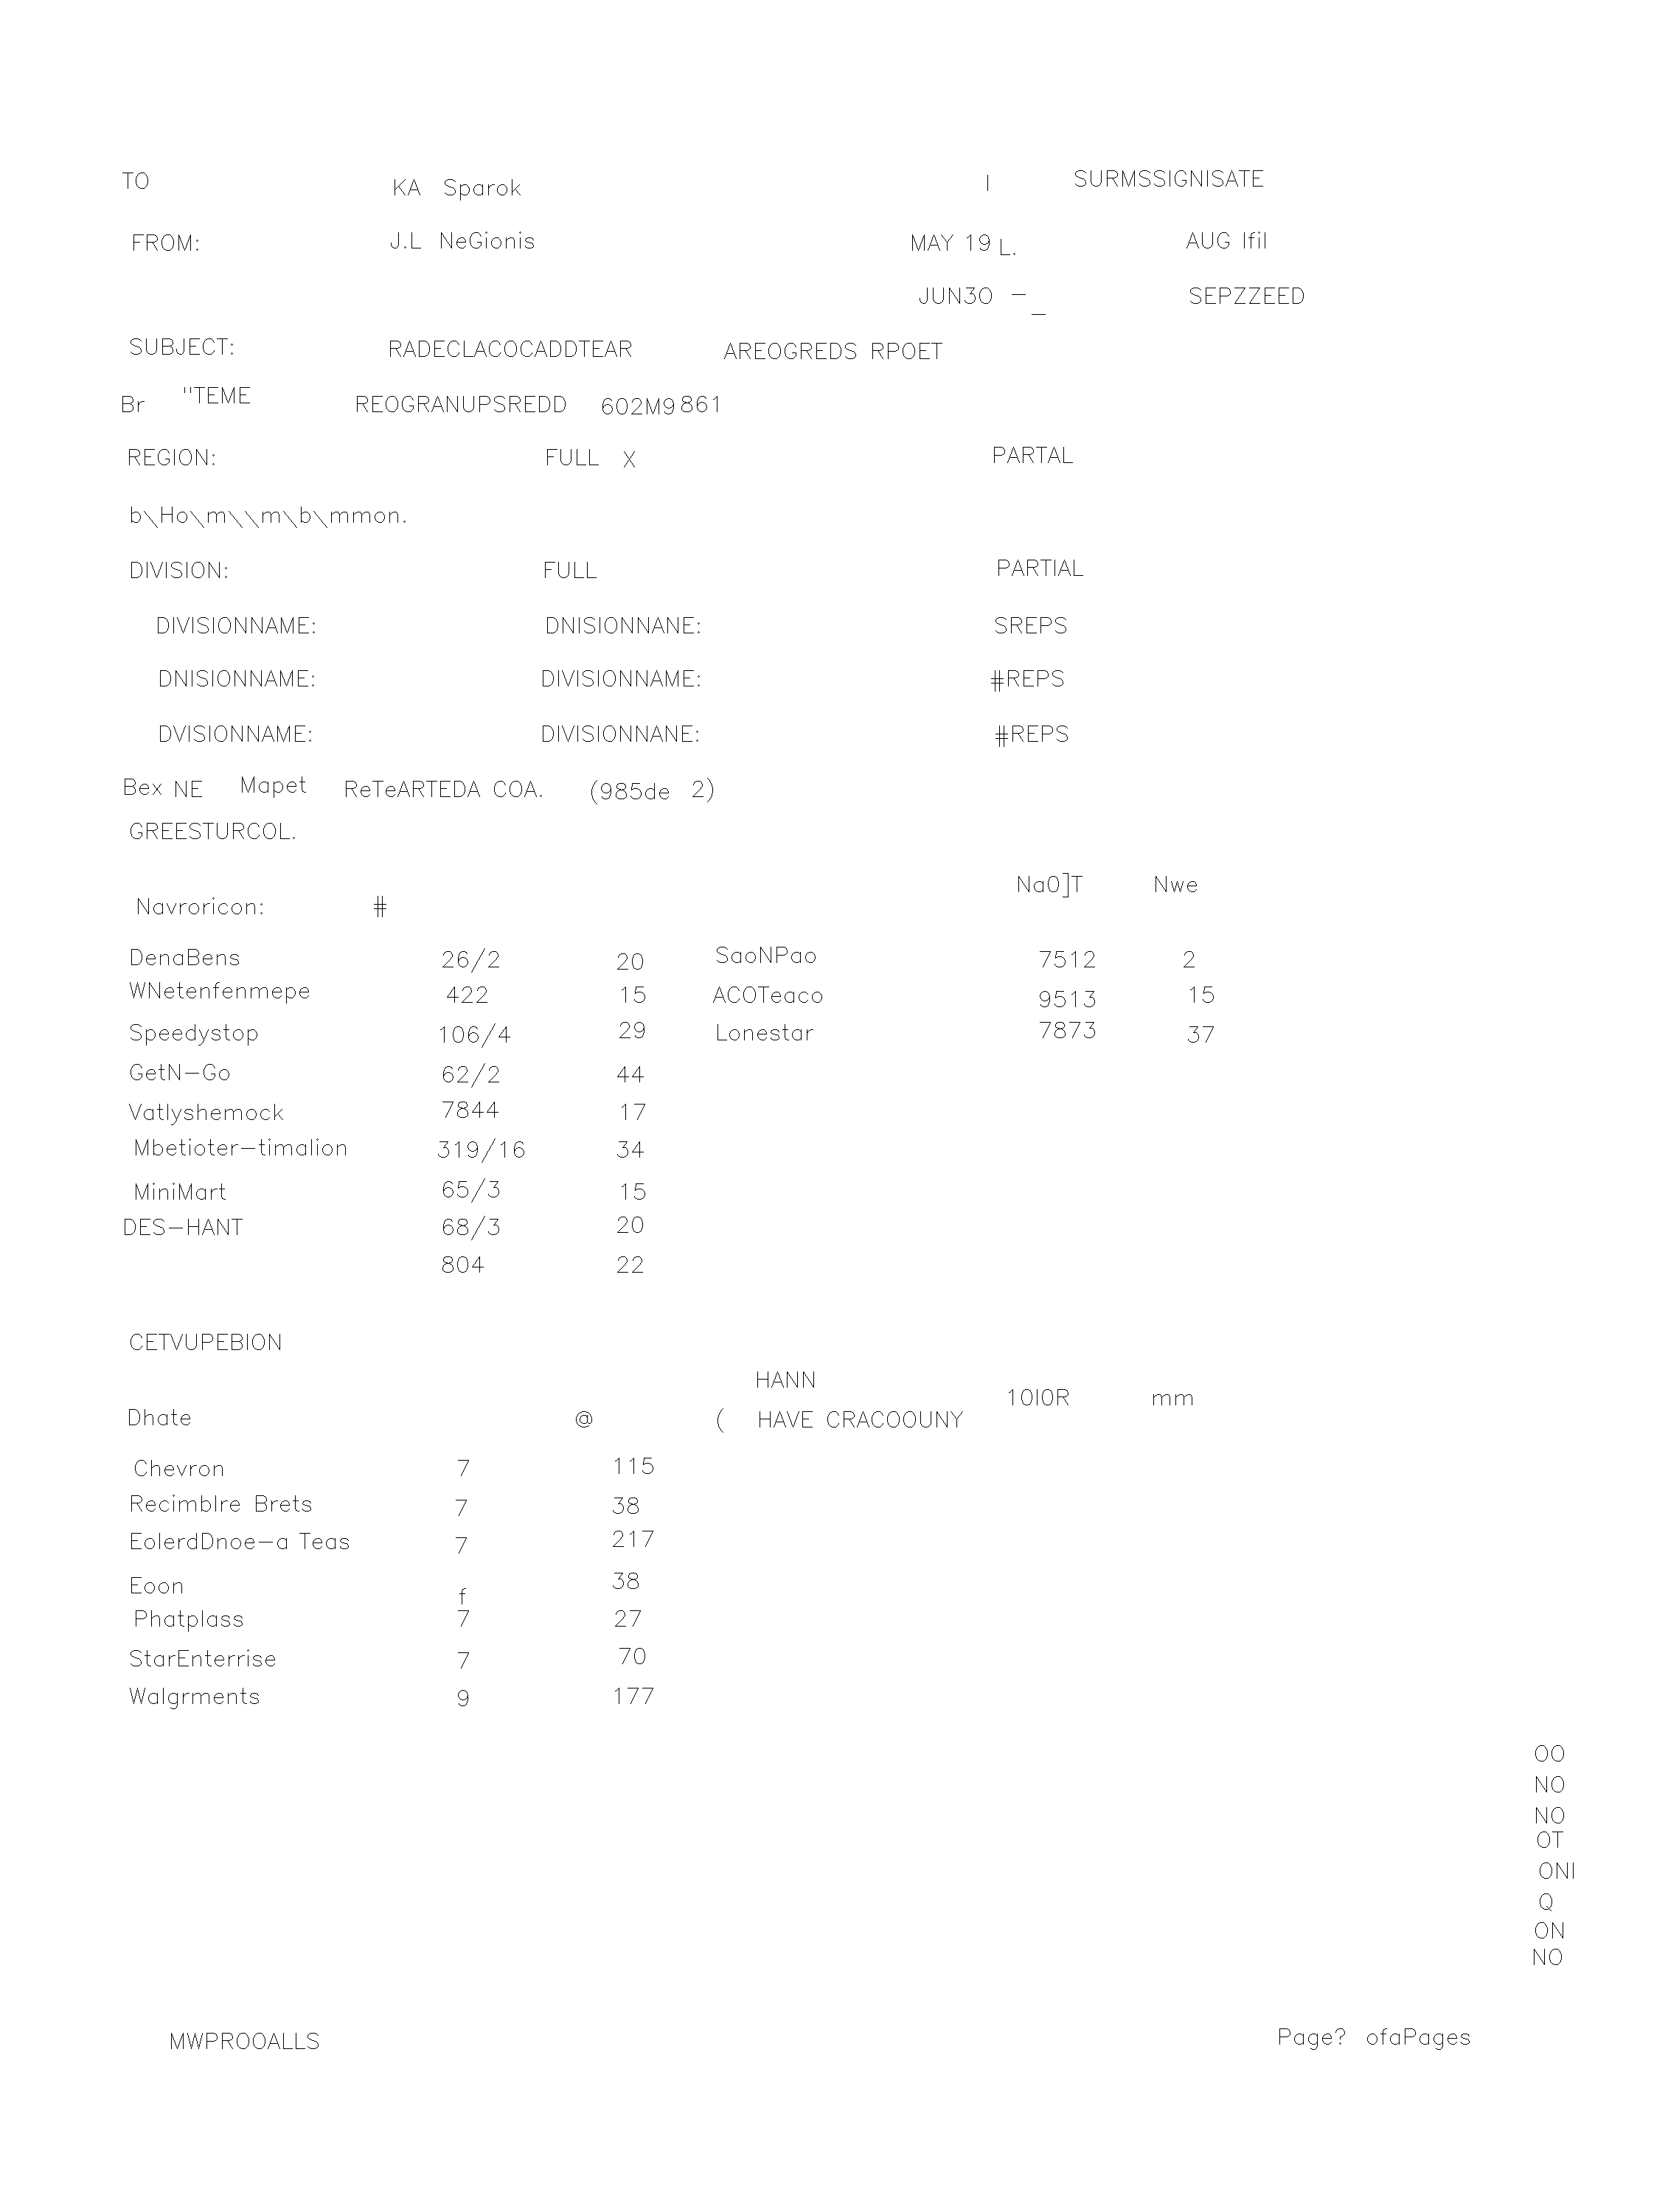 TO KA Sparok I SURMSSIGNISATE
FROM: J.L NeGionis MAY 19 L. AUG Ifil
JUN30 - _ SEPZZEED
SUBJECT: RADECLACOCADDTEAR AREOGREDS RPOET
Br "TEME REOGRANUPSREDD 602M9 861
REGION: FULL X PARTAL
b\Ho\m\\m\b\mmon.
DIVISION: FULL PARTIAL
DIVISIONNAME: DNISIONNANE: SREPS
DNISIONNAME: DIVISIONNAME: #REPS
DVISIONNAME: DIVISIONNANE: #REPS
Bex NE Mapet ReTeARTEDA COA. (985de 2)
GREESTURCOL.
Na0]T Nwe
Navroricon: #
DenaBens 26/2 20 SaoNPao 7512 2
WNetenfenmepe 422 15 ACOTeaco 9513 15
Speedystop 106/4 29 Lonestar 7873 37
GetN-Go 62/2 44
Vatlyshemock 7844 17
Mbetioter-timalion 319/16 34
MiniMart 65/3 15
DES-HANT 68/3 20
804 22
CETVUPEBION
HANN
10I0R mm
Dhate @ ( HAVE CRACOOUNY
Chevron 7 115
Recimblre Brets 7 38
EolerdDnoe-a Teas 7 217
Eoon f 38
Phatplass 7 27
StarEnterrise 7 70
Walgrments 9 177
OO
NO
NO
OT
ONI
Q
ON
NO
MWPROOALLS Page? ofaPages